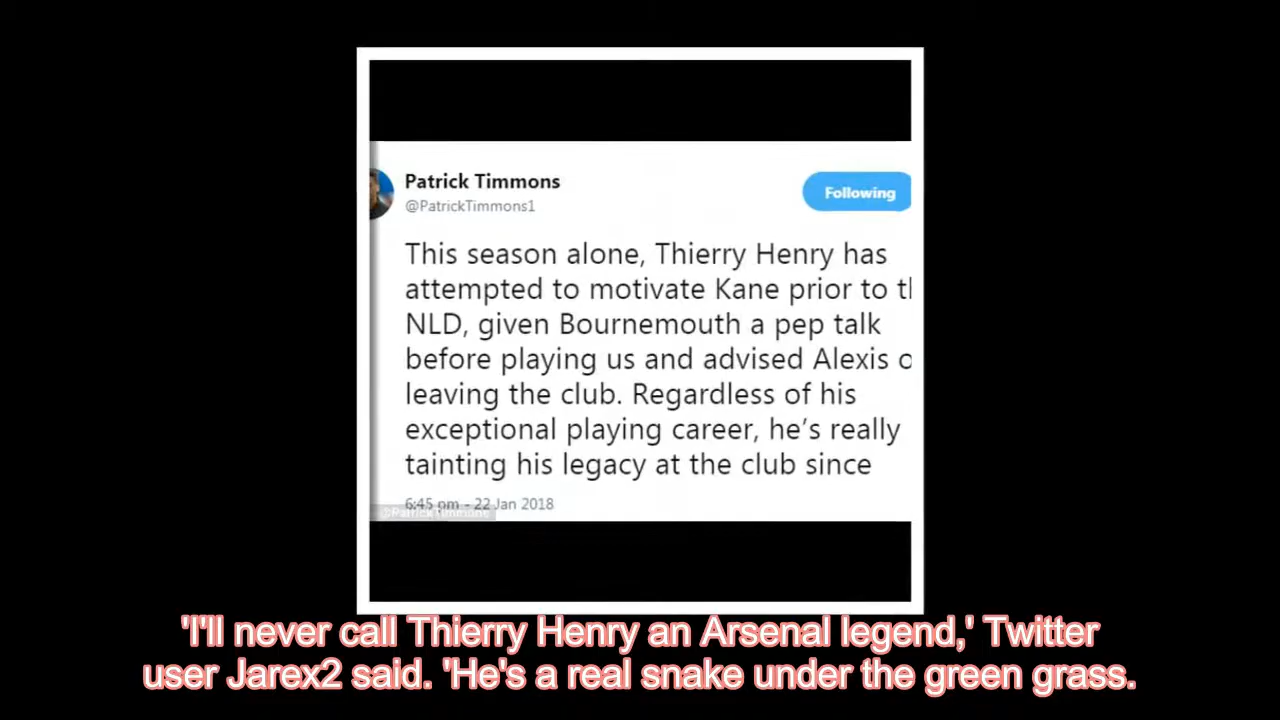 Patrick Timmons
Following
@PatrickTimmons1
This season alone, Thierry Henry has
attempted to motivate Kane prior to
NLD, given Bournemouth a pep talk
before playing us and advised Alexis
leaving the club. Regardless of his
exceptional playing career, he's really
tainting his legacy at the club since
6:45 pm - 22 Jan 2018
'I'll never call Thierry Henry an Arsenal legend,' Twitter
user Jarex2 said. 'He's a real snake under the green grass.